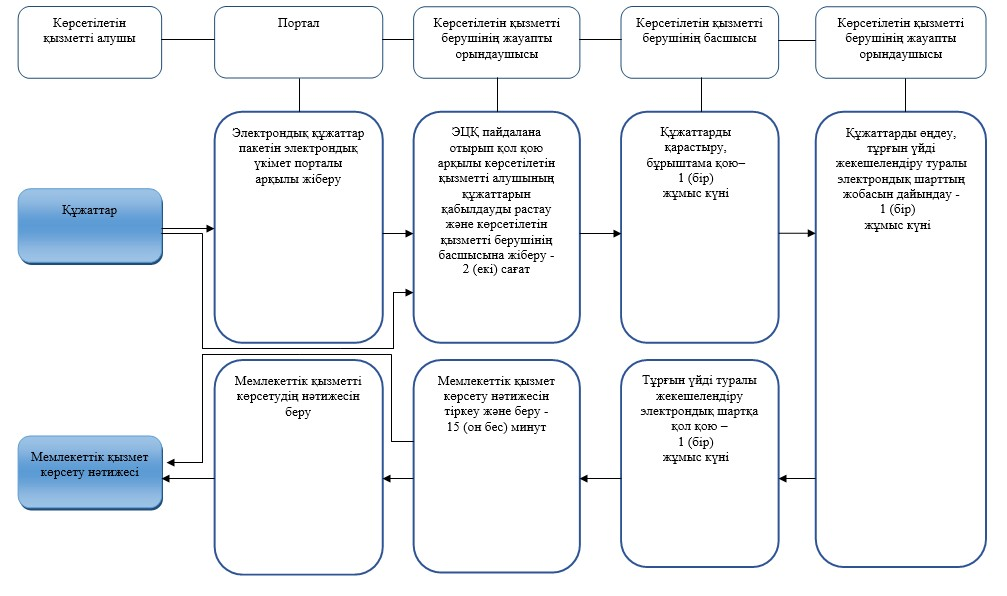 Көрсетілетін
қызметті алушы
Портал
Көрсетілетін қызметті
берушінің жауапты
орындаушысы
Көрсетілетін қызметті
берушінің басшысы
Көрсетілетін қызметті
берушінің жауапты
орындаушысы
Құжаттар
Электрондық құжаттар
пакетін электрондық
үкімет порталы
арқылы жіберу
ЭЦҚ пайдалана
отырып қол қою
арқылы көрсетілетін
қызметті алушының
құжаттарын
қабылдауды растау
және көрсетілетін
қызметті берушінің
басшысына жіберу -
2 (екі) сағат
Құжаттарды
қарастыру,
бұрыштама қою–
1 (бір)
жұмыс күні
Құжаттарды өңдеу,
тұрғын үйді
жекешелендіру туралы
электрондық шарттың
жобасын дайындау -
1 (бір)
жұмыс күні
Мемлекеттік қызмет
көрсету нәтижесі
Мемлекеттік қызметті
көрсетудің нәтижесін
беру
Мемлекеттік қызмет
көрсету нәтижесін
тіркеу және беру -
15 (он бес) минут
Тұрғын үйді туралы
жекешелендіру
электрондық шартқа
қол қою –
1 (бір)
жұмыс күні